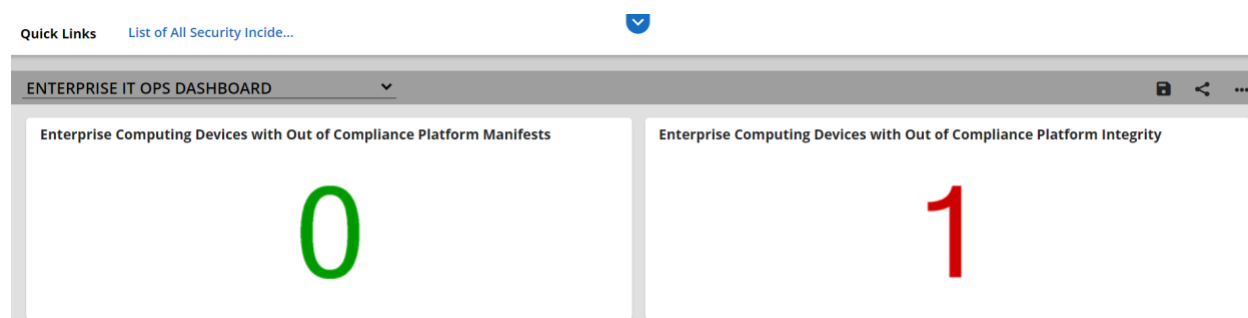 Quick Links List of All Security Incide...
ENTERPRISE IT OPS DASHBOARD
Enterprise Computing Devices with Out of Compliance Platform Manifests
0
Enterprise Computing Devices with Out of Compliance Platform Integrity
1